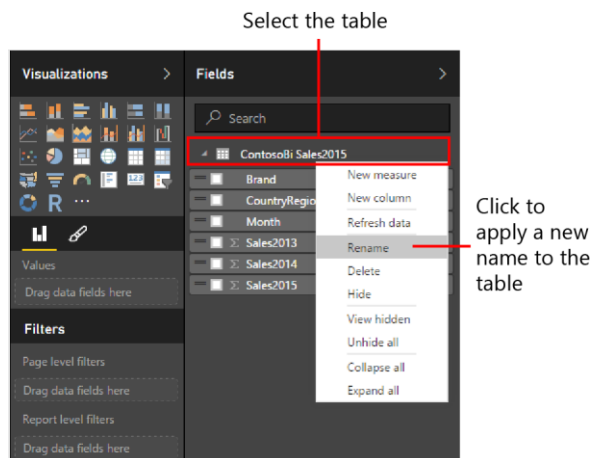 Select the table
Visualizations
Fields
Search
ContosoBi Sales2015
Brand
CountryRegio
Month
Sales2013
Sales2014
Sales2015
New measure
New column
Refresh data
Rename
Delete
Hide
View hidden
Unhide all
Collapse all
Expand all
Click to
apply a new
name to the
table
123
R
Values
Drag data fields here
Filters
Page level filters
Drag data fields here
Report level filters
Drag data fields here